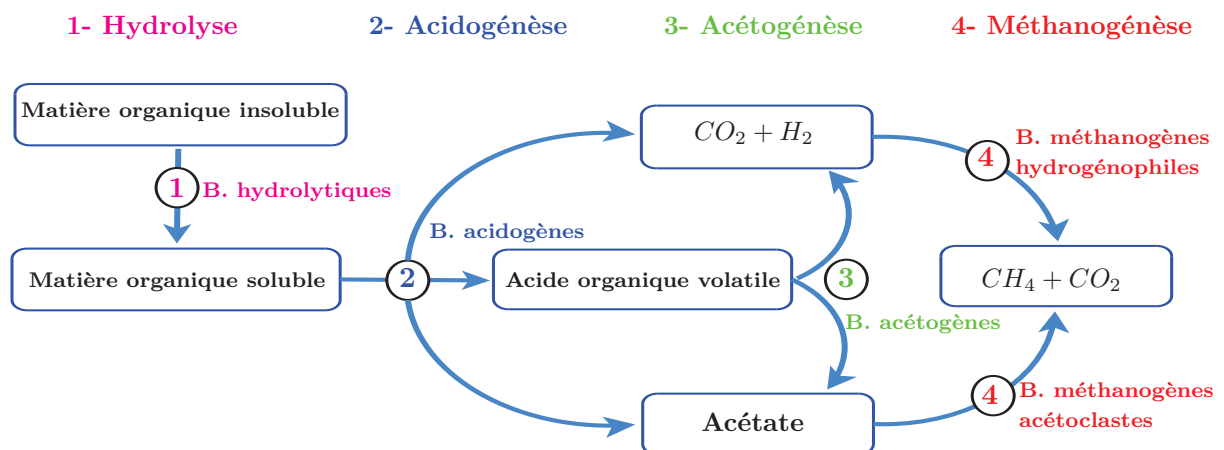 1- Hydrolyse
2- Acidogénèse
3- Acétogénèse
4- Méthanogénèse
Matière organique insoluble
1
B. hydrolytiques
Matière organique soluble
2
B. acidogènes
Acide organique volatile
CO₂ + H₂
3
B. acétogènes
Acétate
4
B. méthanogènes
hydrogénophiles
CH₄ + CO₂
4
B. méthanogènes
acétoclastes